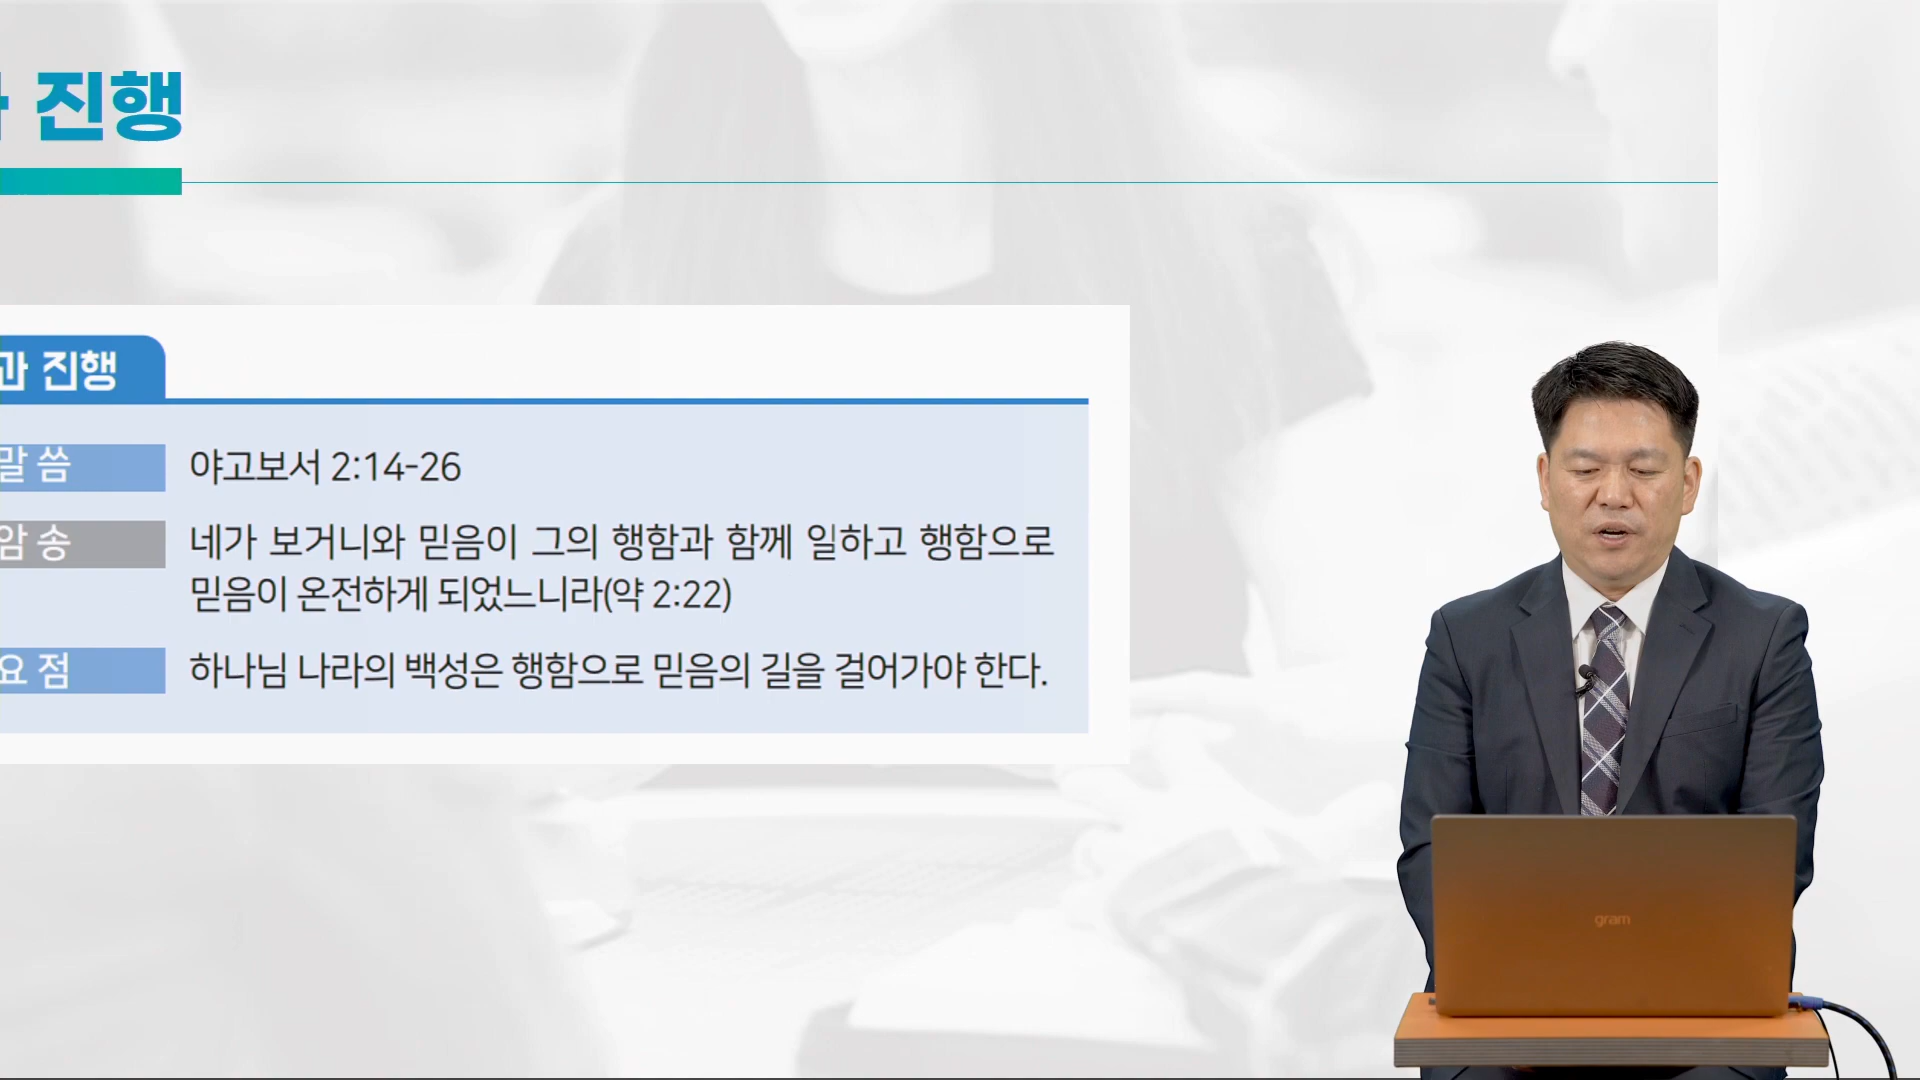 진행
과 진행
말씀
야고보서 2:14-26
암송
네가 보거니와 믿음이 그의 행함과 함께 일하고 행함으로
믿음이 온전하게 되었느니라(약 2:22)
요점
하나님 나라의 백성은 행함으로 믿음의 길을 걸어가야 한다.
gram